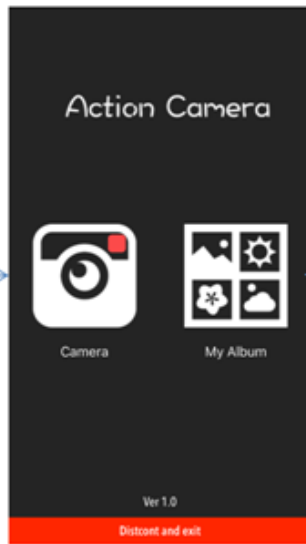 Action Camera
Camera
My Album
Ver 1.0
Distcont and exit